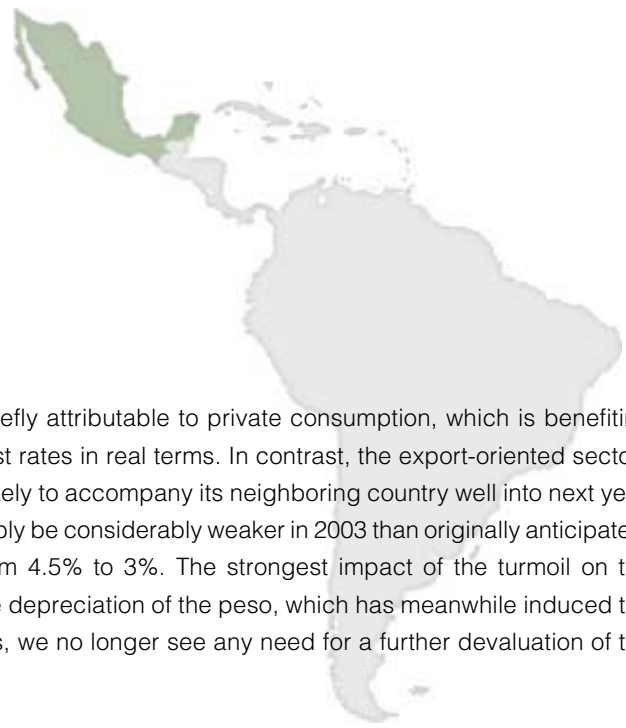 efly attributable to private consumption, which is benefitin
st rates in real terms. In contrast, the export-oriented secto
ely to accompany its neighboring country well into next ye
bly be considerably weaker in 2003 than originally anticipate
m 4.5% to 3%. The strongest impact of the turmoil on t
e depreciation of the peso, which has meanwhile induced t
s, we no longer see any need for a further devaluation of t